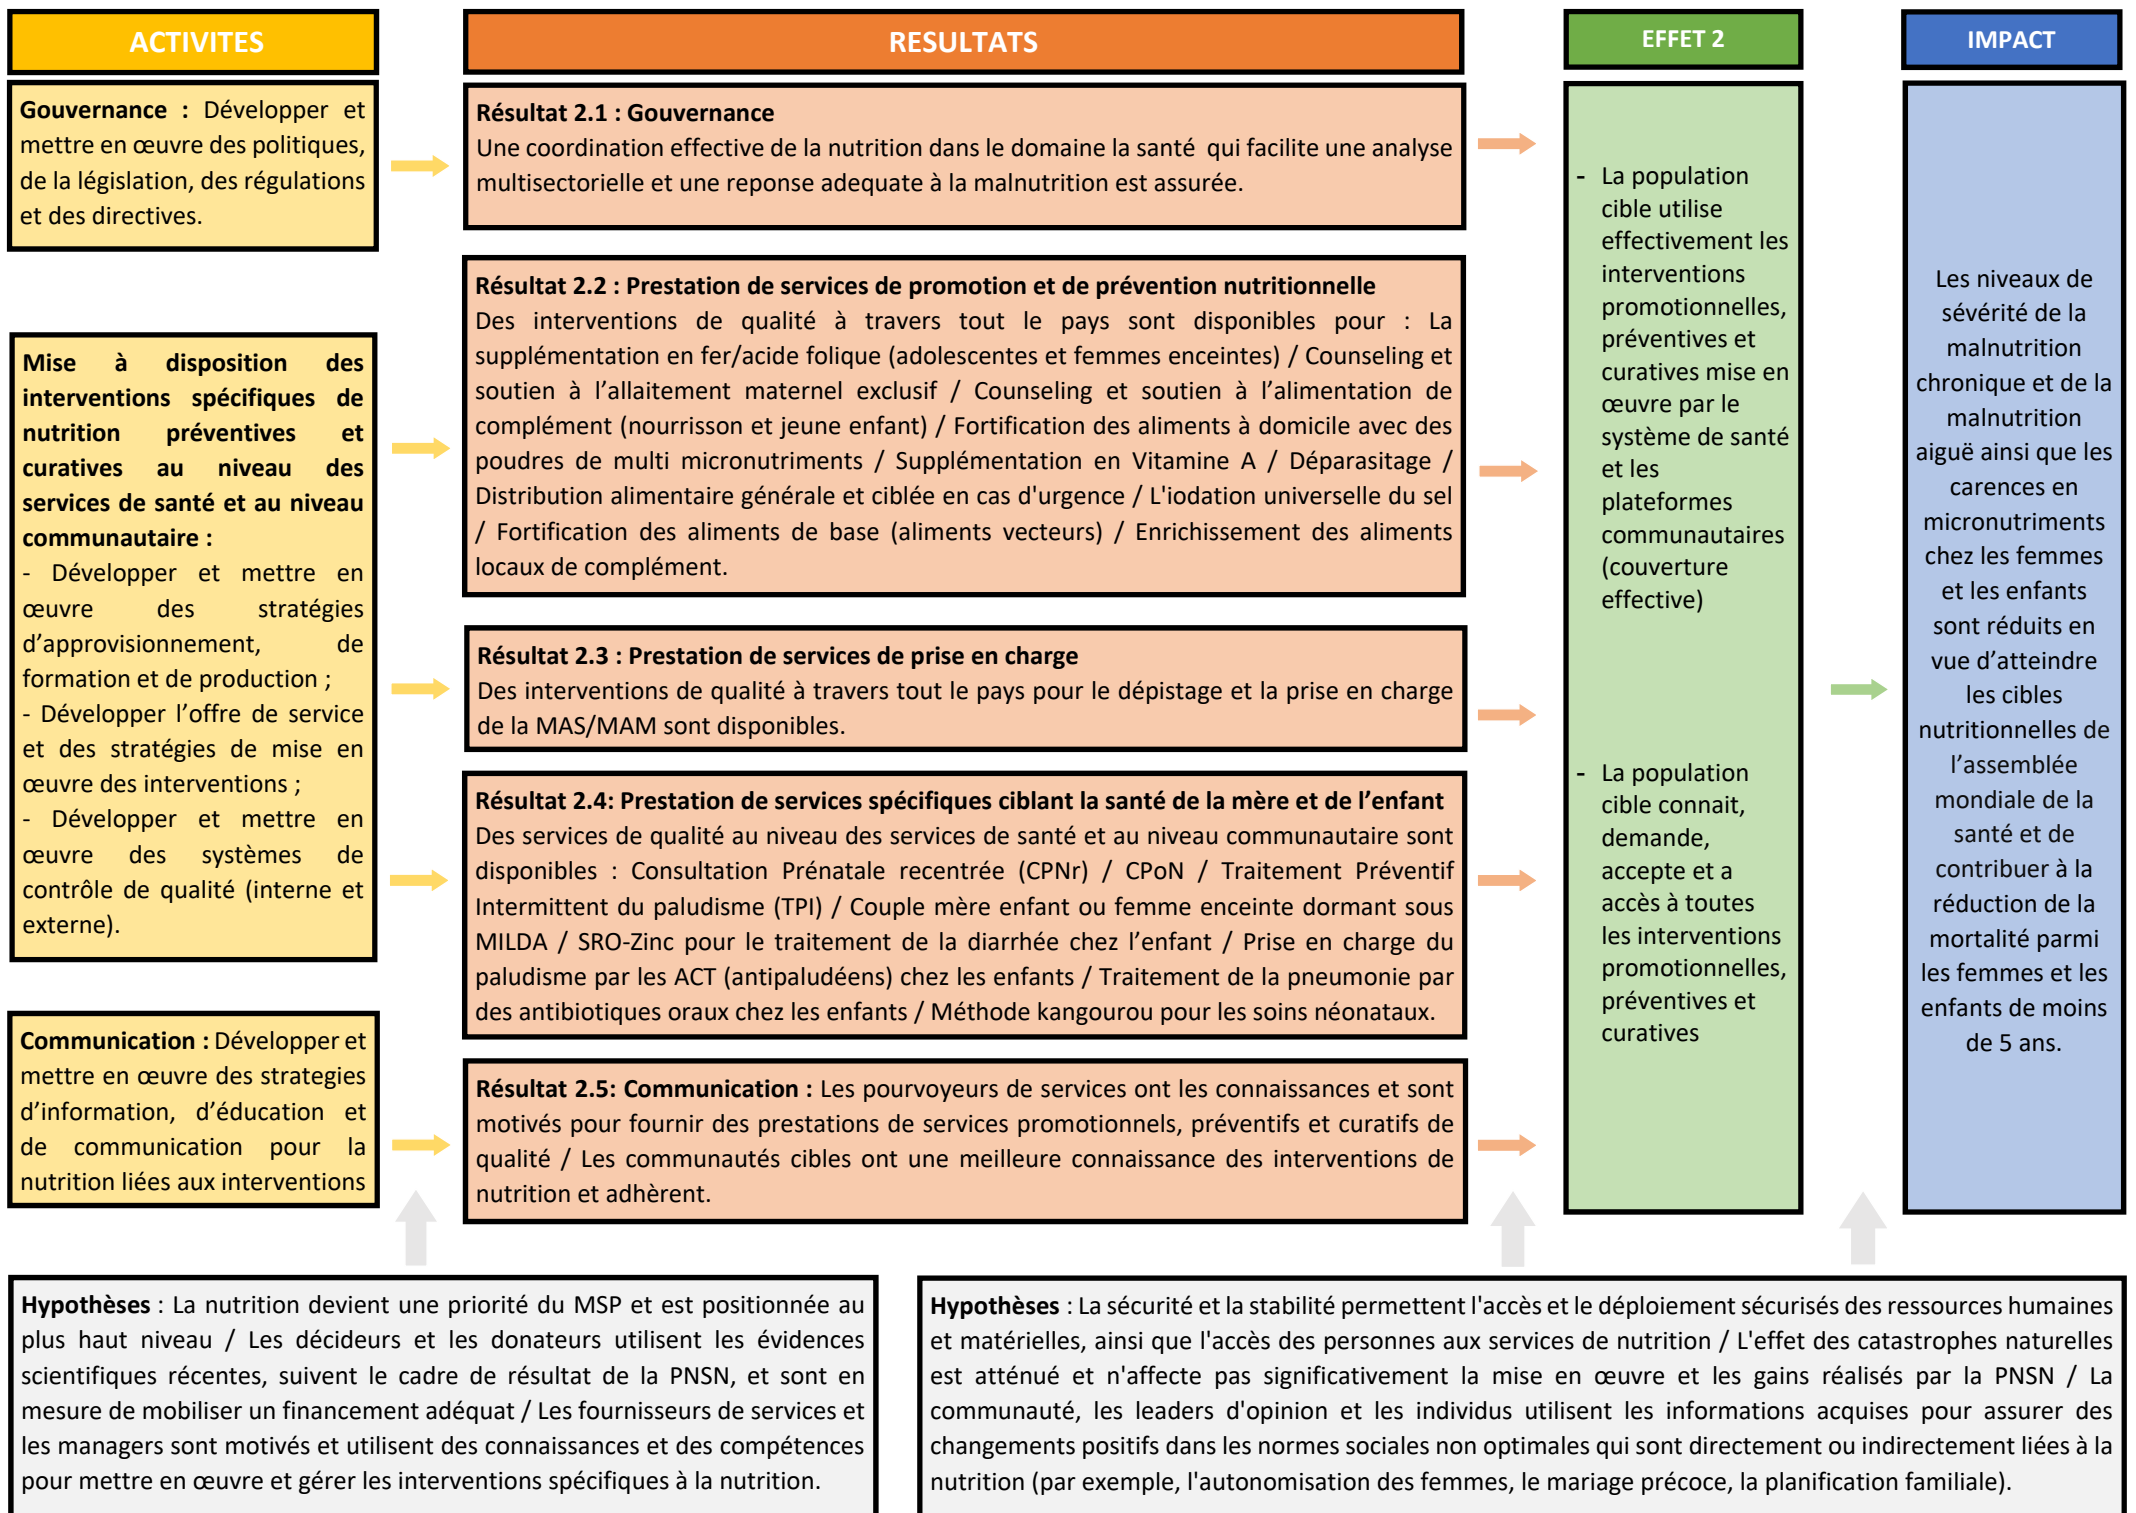 ACTIVITES
Gouvernance : Développer et
mettre en œuvre des politiques,
de la législation, des régulations
et des directives.
Mise à disposition des
interventions spécifiques de
nutrition préventives et
curatives au niveau des
services de santé et au niveau
communautaire :
- Développer et mettre en
œuvre des stratégies
d’approvisionnement, de
formation et de production ;
- Développer l’offre de service
et des stratégies de mise en
œuvre des interventions ;
- Développer et mettre en
œuvre des systèmes de
contrôle de qualité (interne et
externe).
Communication : Développer et
mettre en œuvre des strategies
d’information, d’éducation et
de communication pour la
nutrition liées aux interventions
RESULTATS
Résultat 2.1 : Gouvernance
Une coordination effective de la nutrition dans le domaine la santé qui facilite une analyse
multisectorielle et une reponse adequate à la malnutrition est assurée.
Résultat 2.2 : Prestation de services de promotion et de prévention nutritionnelle
Des interventions de qualité à travers tout le pays sont disponibles pour : La
supplémentation en fer/acide folique (adolescentes et femmes enceintes) / Counseling et
soutien à l’allaitement maternel exclusif / Counseling et soutien à l’alimentation de
complément (nourrisson et jeune enfant) / Fortification des aliments à domicile avec des
poudres de multi micronutriments / Supplémentation en Vitamine A / Déparasitage /
Distribution alimentaire générale et ciblée en cas d'urgence / L'iodation universelle du sel
/ Fortification des aliments de base (aliments vecteurs) / Enrichissement des aliments
locaux de complément.
Résultat 2.3 : Prestation de services de prise en charge
Des interventions de qualité à travers tout le pays pour le dépistage et la prise en charge
de la MAS/MAM sont disponibles.
Résultat 2.4: Prestation de services spécifiques ciblant la santé de la mère et de l’enfant
Des services de qualité au niveau des services de santé et au niveau communautaire sont
disponibles : Consultation Prénatale recentrée (CPNr) / CPoN / Traitement Préventif
Intermittent du paludisme (TPI) / Couple mère enfant ou femme enceinte dormant sous
MILDA / SRO-Zinc pour le traitement de la diarrhée chez l’enfant / Prise en charge du
paludisme par les ACT (antipaludéens) chez les enfants / Traitement de la pneumonie par
des antibiotiques oraux chez les enfants / Méthode kangourou pour les soins néonataux.
Résultat 2.5: Communication : Les pourvoyeurs de services ont les connaissances et sont
motivés pour fournir des prestations de services promotionnels, préventifs et curatifs de
qualité / Les communautés cibles ont une meilleure connaissance des interventions de
nutrition et adhèrent.
EFFET 2
- La population
cible utilise
effectivement les
interventions
promotionnelles,
préventives et
curatives mise en
œuvre par le
système de santé
et les
plateformes
communautaires
(couverture
effective)
- La population
cible connait,
demande,
accepte et a
accès à toutes
les interventions
promotionnelles,
préventives et
curatives
IMPACT
Les niveaux de
sévérité de la
malnutrition
chronique et de la
malnutrition
aiguë ainsi que les
carences en
micronutriments
chez les femmes
et les enfants
sont réduits en
vue d’atteindre
les cibles
nutritionnelles de
l’assemblée
mondiale de la
santé et de
contribuer à la
réduction de la
mortalité parmi
les femmes et les
enfants de moins
de 5 ans.
Hypothèses : La nutrition devient une priorité du MSP et est positionnée au
plus haut niveau / Les décideurs et les donateurs utilisent les évidences
scientifiques récentes, suivent le cadre de résultat de la PNSN, et sont en
mesure de mobiliser un financement adéquat / Les fournisseurs de services et
les managers sont motivés et utilisent des connaissances et des compétences
pour mettre en œuvre et gérer les interventions spécifiques à la nutrition.
Hypothèses : La sécurité et la stabilité permettent l'accès et le déploiement sécurisés des ressources humaines
et matérielles, ainsi que l'accès des personnes aux services de nutrition / L'effet des catastrophes naturelles
est atténué et n'affecte pas significativement la mise en œuvre et les gains réalisés par la PNSN / La
communauté, les leaders d'opinion et les individus utilisent les informations acquises pour assurer des
changements positifs dans les normes sociales non optimales qui sont directement ou indirectement liées à la
nutrition (par exemple, l'autonomisation des femmes, le mariage précoce, la planification familiale).